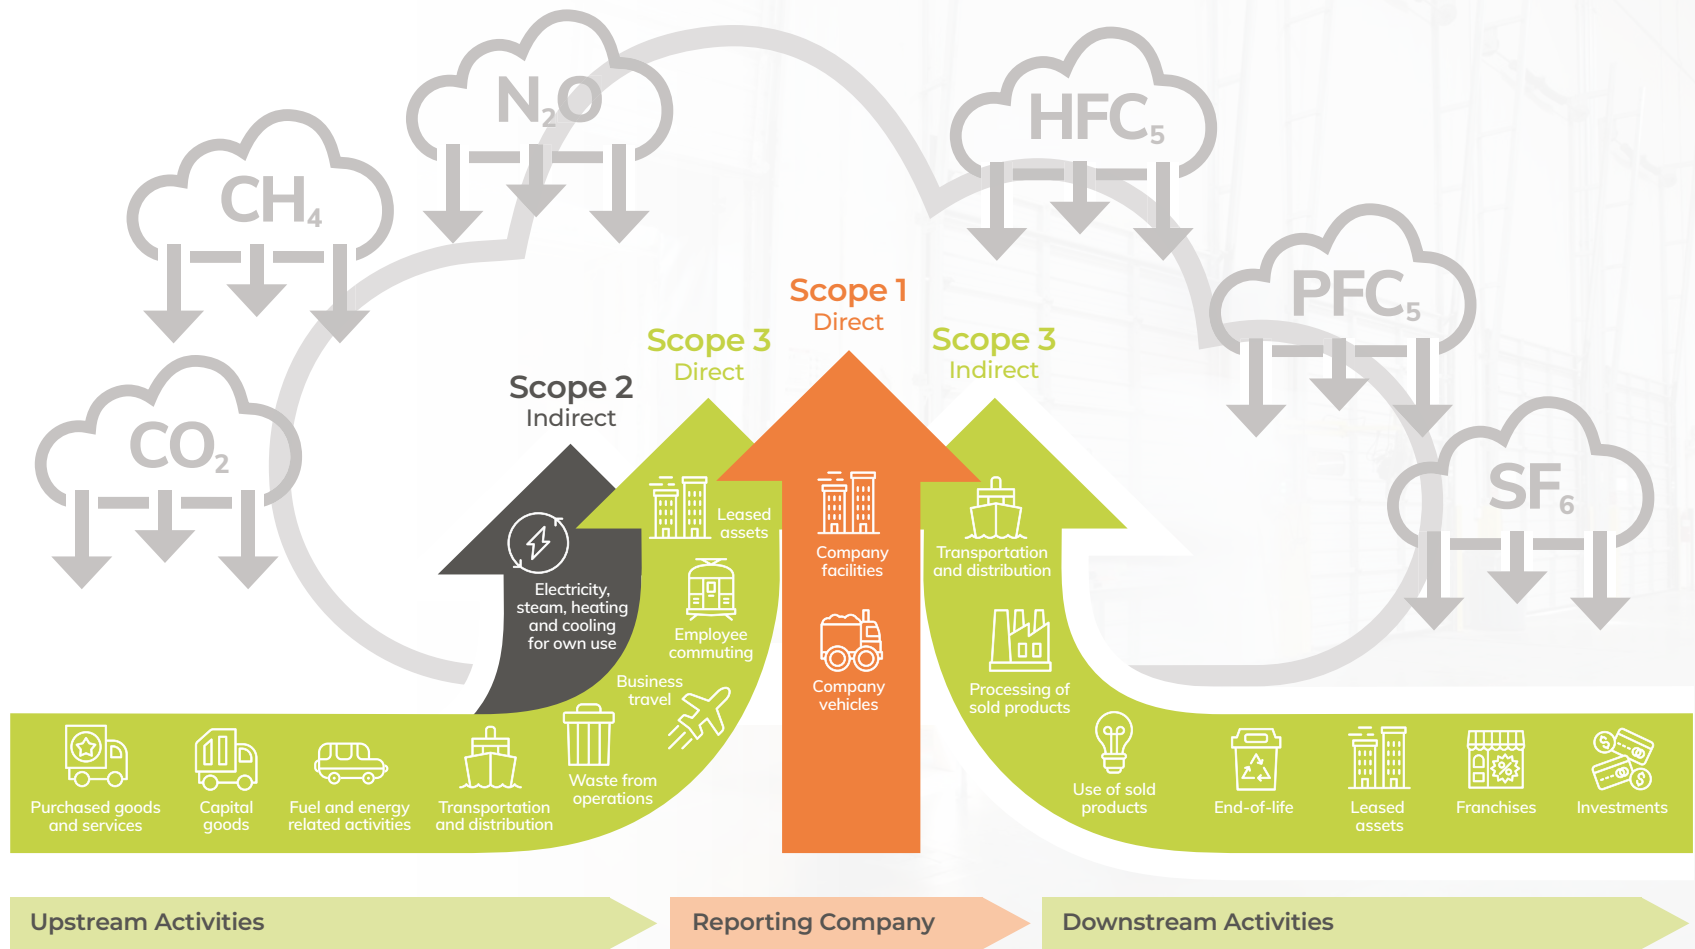 N₂O
HFC₅
CH₄
PFC₅
CO₂
SF₆
Scope 1
Direct
Scope 3
Direct
Scope 3
Indirect
Scope 2
Indirect
Electricity,
steam, heating
and cooling
for own use
Leased
assets
Employee
commuting
Business
travel
Waste from
operations
Transportation
and distribution
Fuel and energy
related activities
Capital
goods
Purchased goods
and services
Company
facilities
Company
vehicles
Transportation
and distribution
Processing of
sold products
Use of sold
products
End-of-life
Leased
assets
Franchises
Investments
Upstream Activities
Reporting Company
Downstream Activities